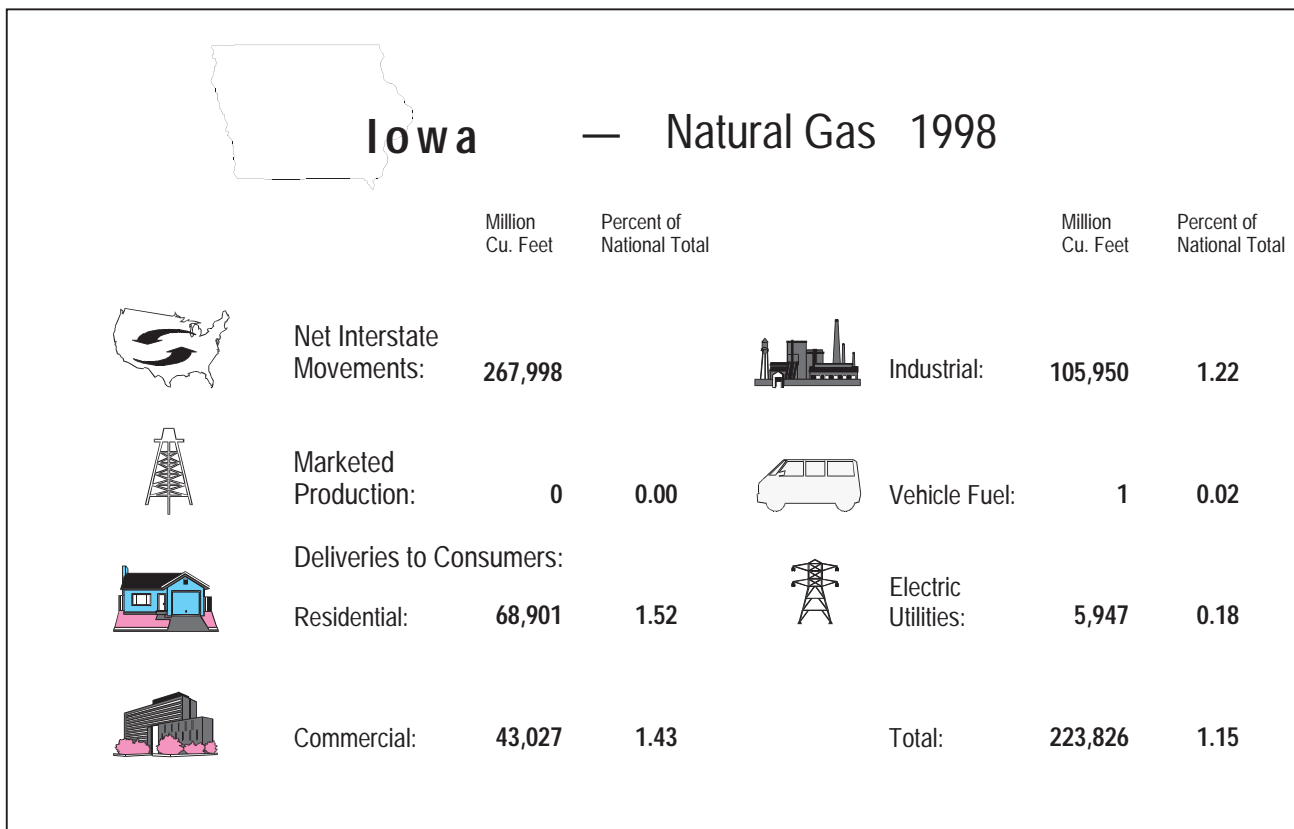 Iowa — Natural Gas 1998
Million Cu. Feet
Percent of National Total
Million Cu. Feet
Percent of National Total
Net Interstate
Movements: 267,998
Marketed
Production: 0 0.00
Deliveries to Consumers:
Residential: 68,901 1.52
Commercial: 43,027 1.43
Industrial: 105,950 1.22
Vehicle Fuel: 1 0.02
Electric
Utilities: 5,947 0.18
Total: 223,826 1.15